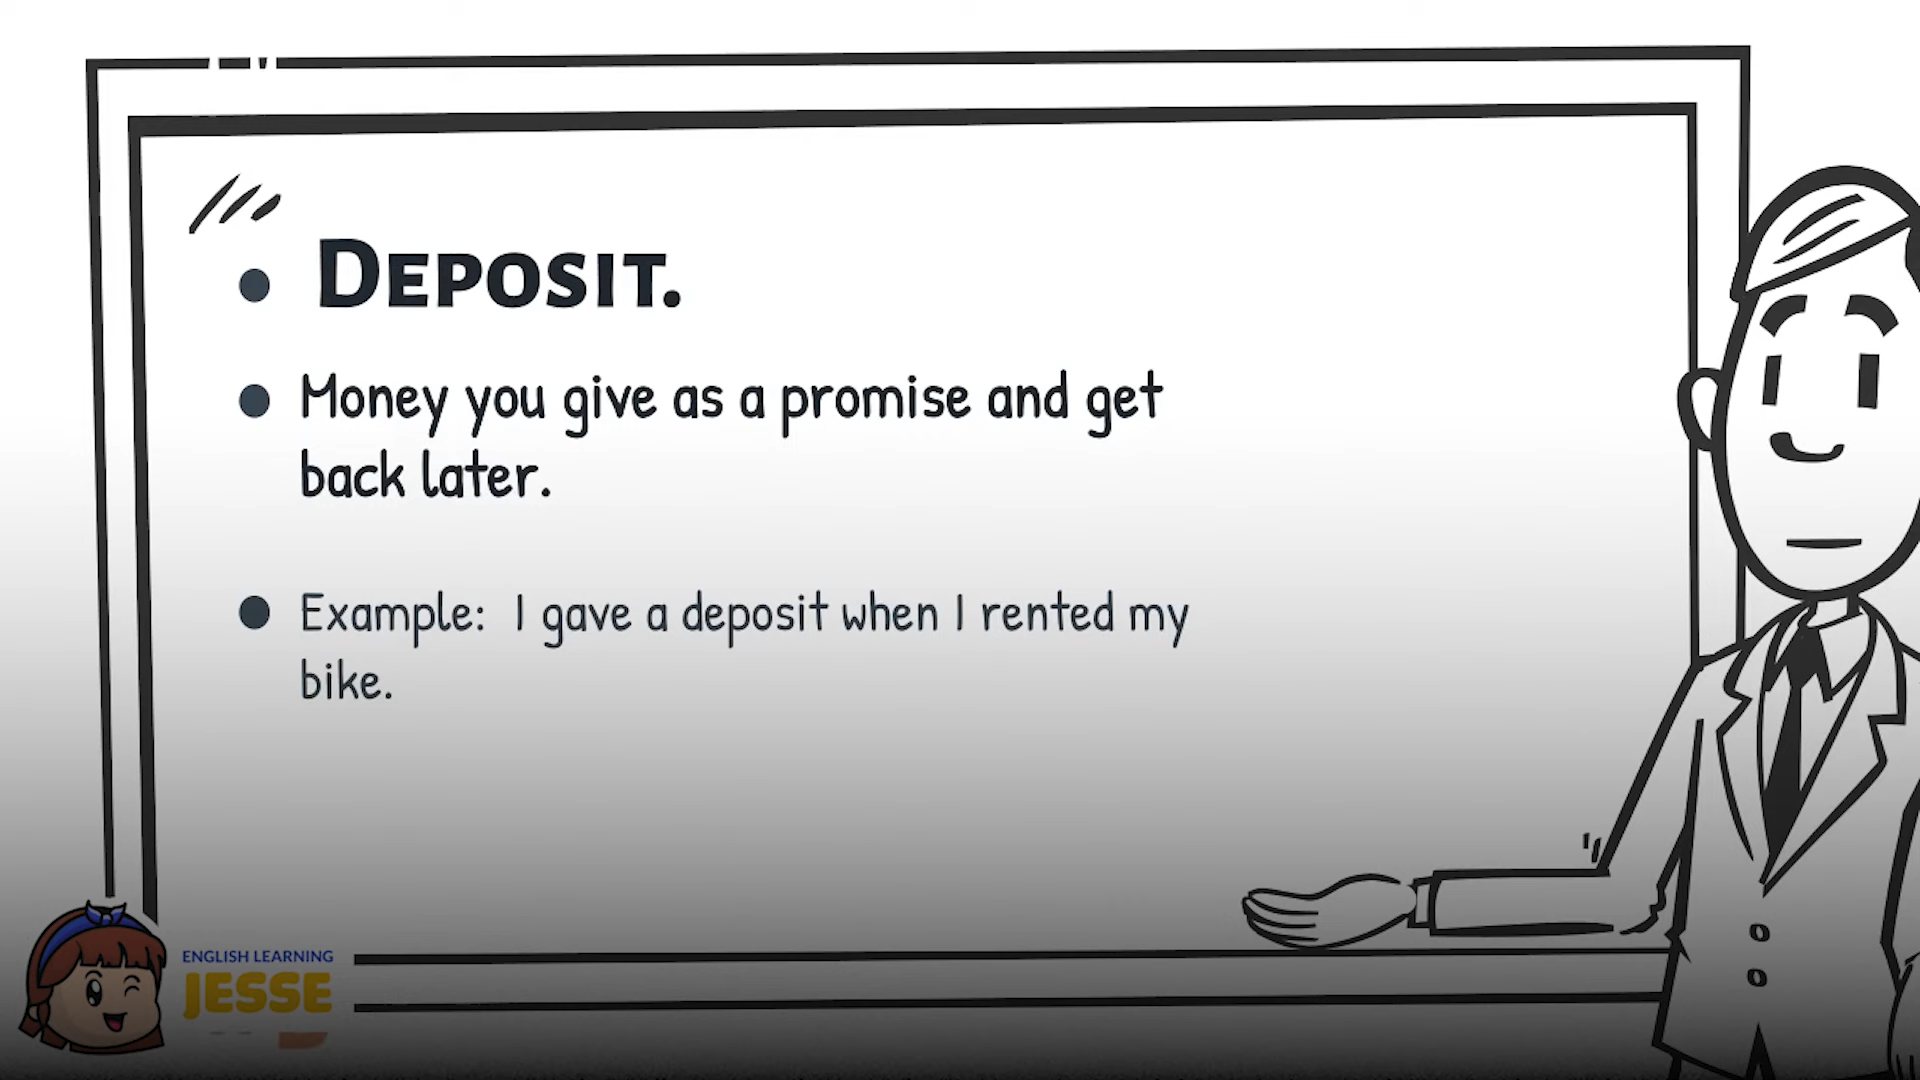 Deposit.
Money you give as a promise and get
back later.
Example: I gave a deposit when I rented my
bike.
ENGLISH LEARNING
JESSE